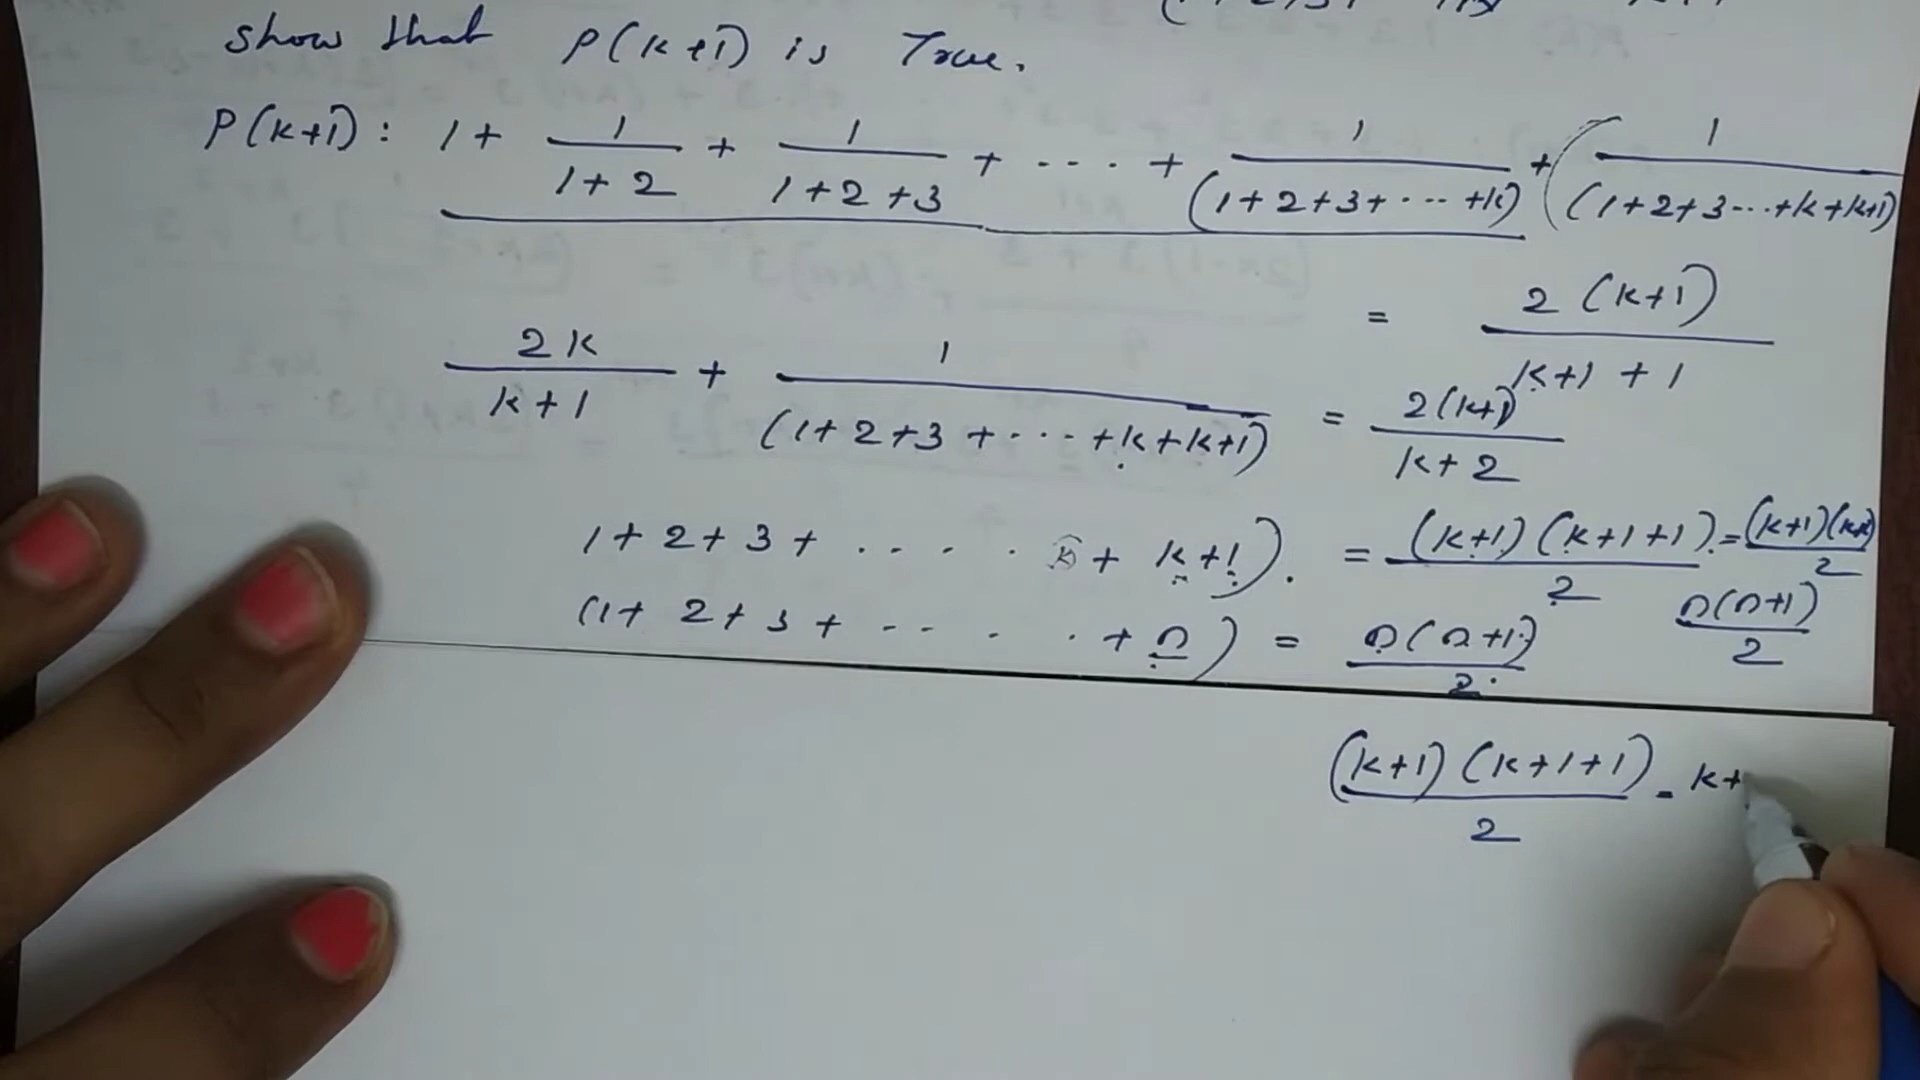 show that P(k+1) is True.
P(k+1): 1 + 1/(1+2) + 1/(1+2+3) + ---- + 1/(1+2+3+ ... +k) + (1/(1+2+3...+k+k+1)
= 2(k+1)/(k+1+1)
2k/(k+1) + 1/(1+2+3+ ... +k+k+1) = 2(k+1)/(k+2)
1+2+3+ .... k + k+1). = (k+1)(k+1+1)/2 = (k+1)(k+2)/2
n(n+1)/2
(1+ 2+3+ -- . . + n) = n(n+1)/2
(k+1)(k+1+1)/2 = k+